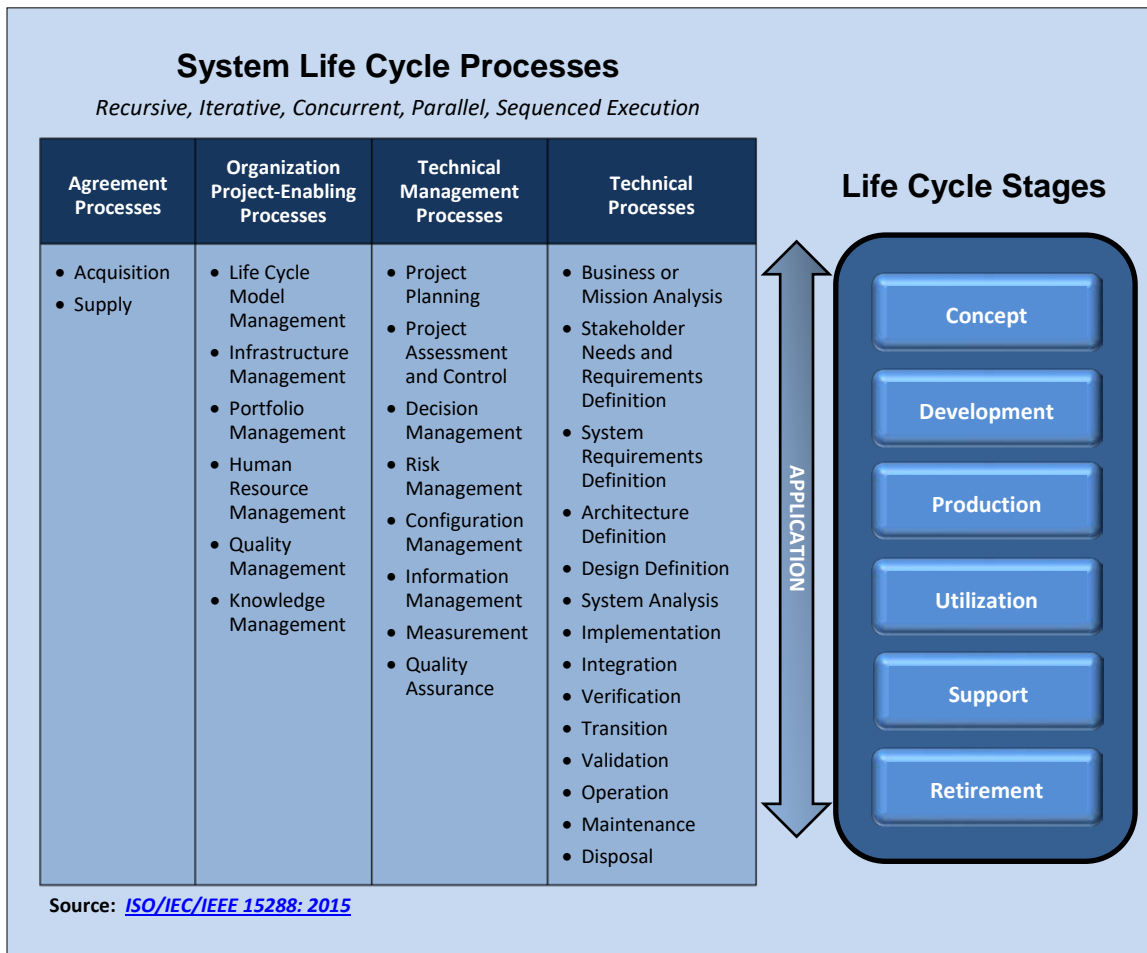 System Life Cycle Processes
Recursive, Iterative, Concurrent, Parallel, Sequenced Execution
Agreement
Processes
Organization
Project-Enabling
Processes
Technical
Management
Processes
Technical
Processes
• Acquisition
• Supply
• Life Cycle
Model
Management
• Infrastructure
Management
• Portfolio
Management
• Human
Resource
Management
• Quality
Management
• Knowledge
Management
• Project
Planning
• Project
Assessment
and Control
• Decision
Management
• Risk
Management
• Configuration
Management
• Information
Management
• Measurement
• Quality
Assurance
• Business or
Mission Analysis
• Stakeholder
Needs and
Requirements
Definition
• System
Requirements
Definition
• Architecture
Definition
• Design Definition
• System Analysis
• Implementation
• Integration
• Verification
• Transition
• Validation
• Operation
• Maintenance
• Disposal
APPLICATION
Life Cycle Stages
Concept
Development
Production
Utilization
Support
Retirement
Source: ISO/IEC/IEEE 15288: 2015